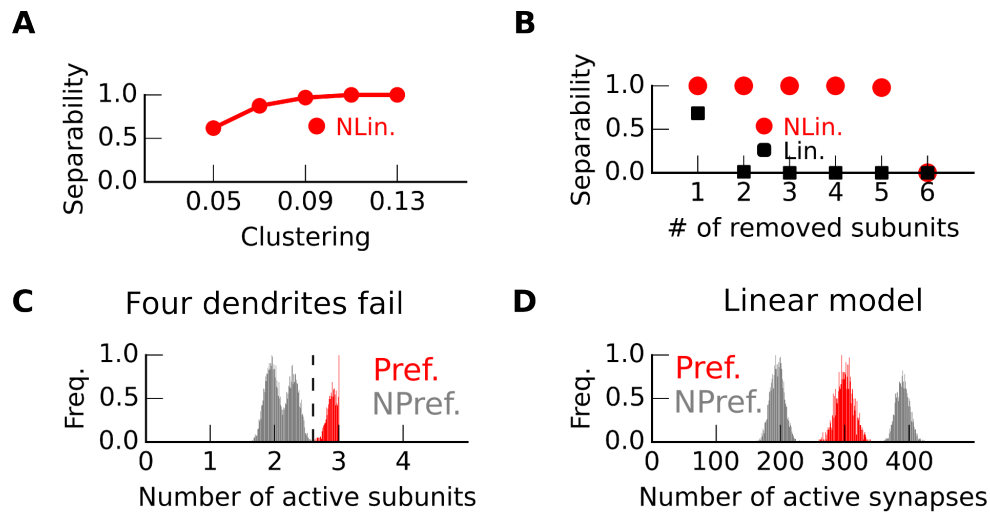 A
Separability
1.0
0.5
0.0
NLin.
0.05 0.09 0.13
Clustering
B
Separability
1.0
0.5
0.0
NLin.
Lin.
1 2 3 4 5 6
# of removed subunits
C
Four dendrites fail
Freq.
1.0
0.5
0.0
Pref.
NPref.
0 1 2 3 4
Number of active subunits
D
Linear model
Freq.
1.0
0.5
0.0
Pref.
NPref.
0 100 200 300 400
Number of active synapses